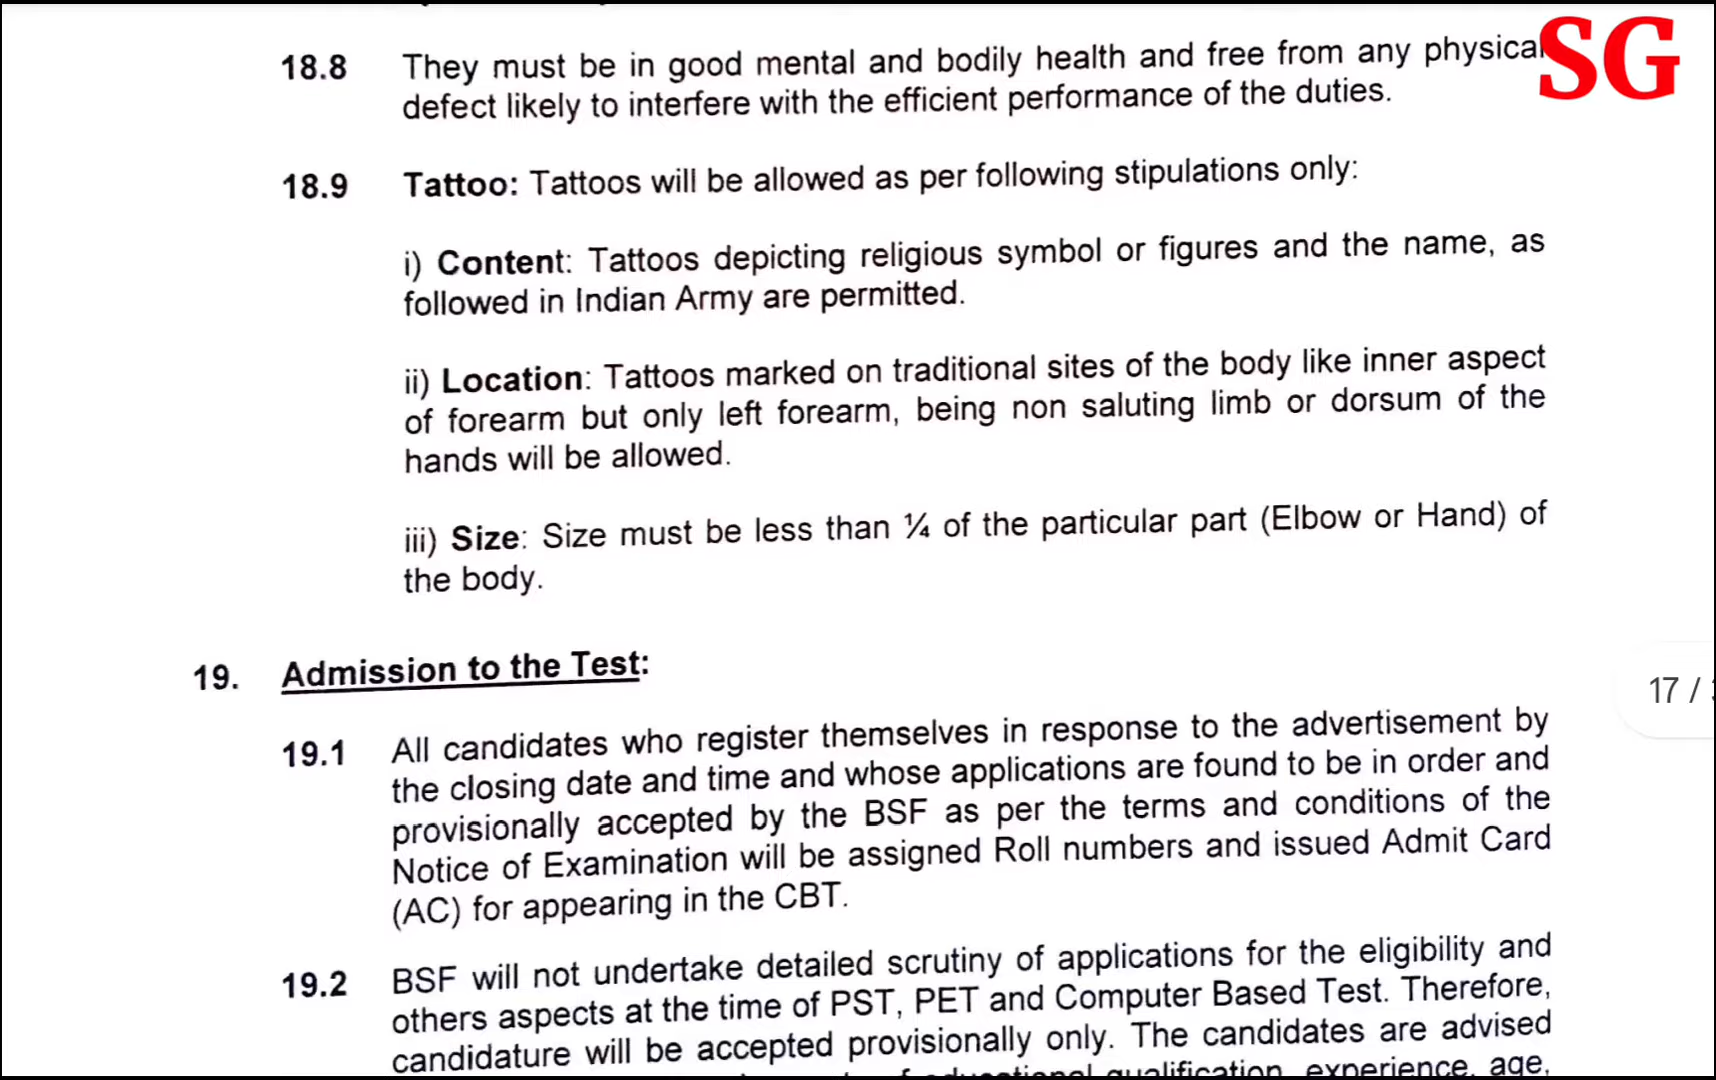 SG
18.8 They must be in good mental and bodily health and free from any physical
defect likely to interfere with the efficient performance of the duties.
18.9 Tattoo: Tattoos will be allowed as per following stipulations only:
i) Content: Tattoos depicting religious symbol or figures and the name, as
followed in Indian Army are permitted.
ii) Location: Tattoos marked on traditional sites of the body like inner aspect
of forearm but only left forearm, being non saluting limb or dorsum of the
hands will be allowed.
iii) Size: Size must be less than ¼ of the particular part (Elbow or Hand) of
the body.
19. Admission to the Test:
17 /
19.1 All candidates who register themselves in response to the advertisement by
the closing date and time and whose applications are found to be in order and
provisionally accepted by the BSF as per the terms and conditions of the
Notice of Examination will be assigned Roll numbers and issued Admit Card
(AC) for appearing in the CBT.
19.2 BSF will not undertake detailed scrutiny of applications for the eligibility and
others aspects at the time of PST, PET and Computer Based Test. Therefore,
candidature will be accepted provisionally only. The candidates are advised
of educational qualification, experience, age,